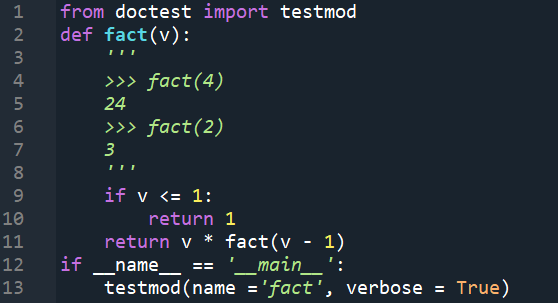 1 from doctest import testmod
2 def fact(v):
3     '''
4     >>> fact(4)
5     24
6     >>> fact(2)
7     3
8     '''
9     if v <= 1:
10         return 1
11     return v * fact(v - 1)
12 if __name__ == '__main__':
13     testmod(name ='fact', verbose = True)